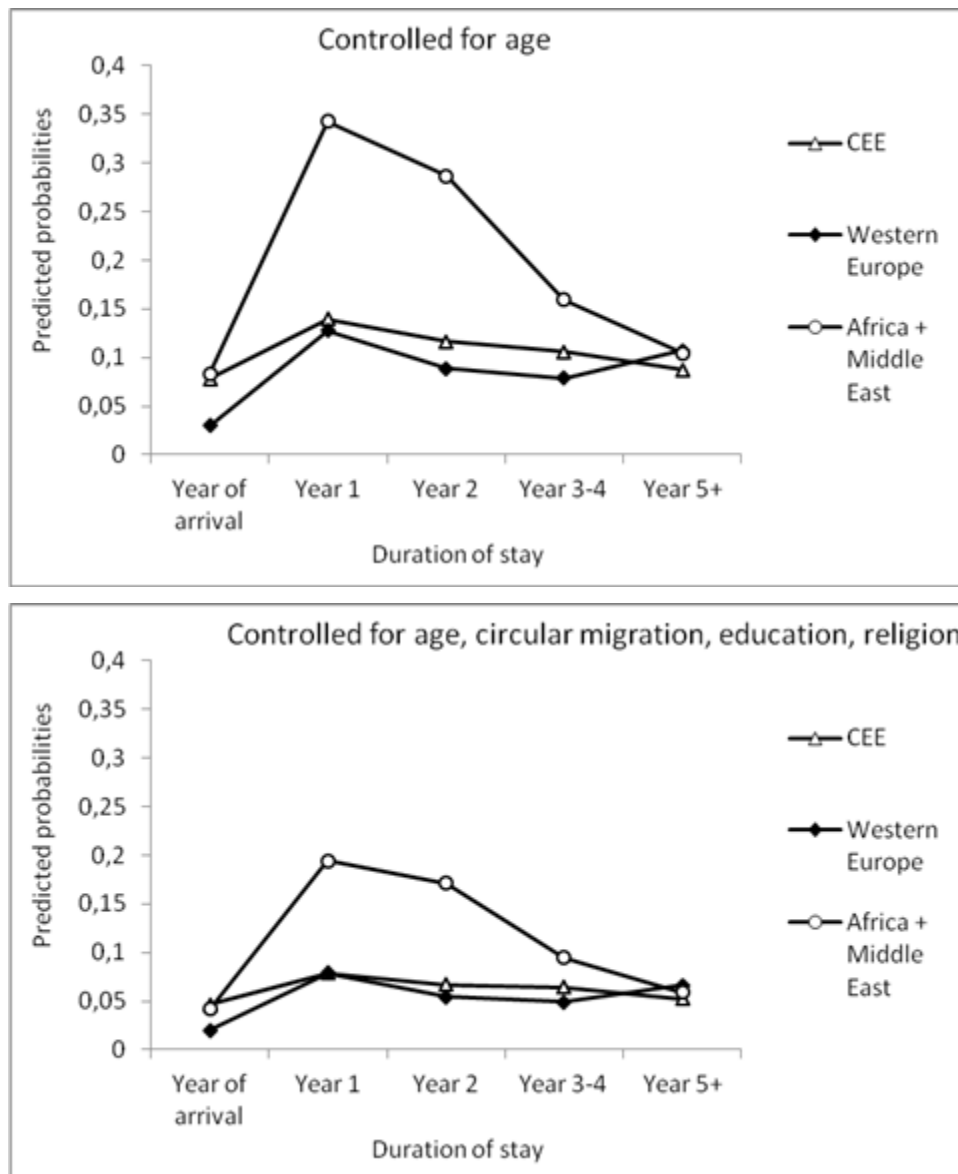 Controlled for age
0,4
0,35
0,3
0,25
0,2
0,15
0,1
0,05
0
Predicted probabilities
Year of arrival
Year 1
Year 2
Year 3-4
Year 5+
Duration of stay
CEE
Western
Europe
Africa +
Middle
East
Controlled for age, circular migration, education, religion
0,4
0,35
0,3
0,25
0,2
0,15
0,1
0,05
0
Predicted probabilities
Year of arrival
Year 1
Year 2
Year 3-4
Year 5+
Duration of stay
CEE
Western
Europe
Africa +
Middle
East